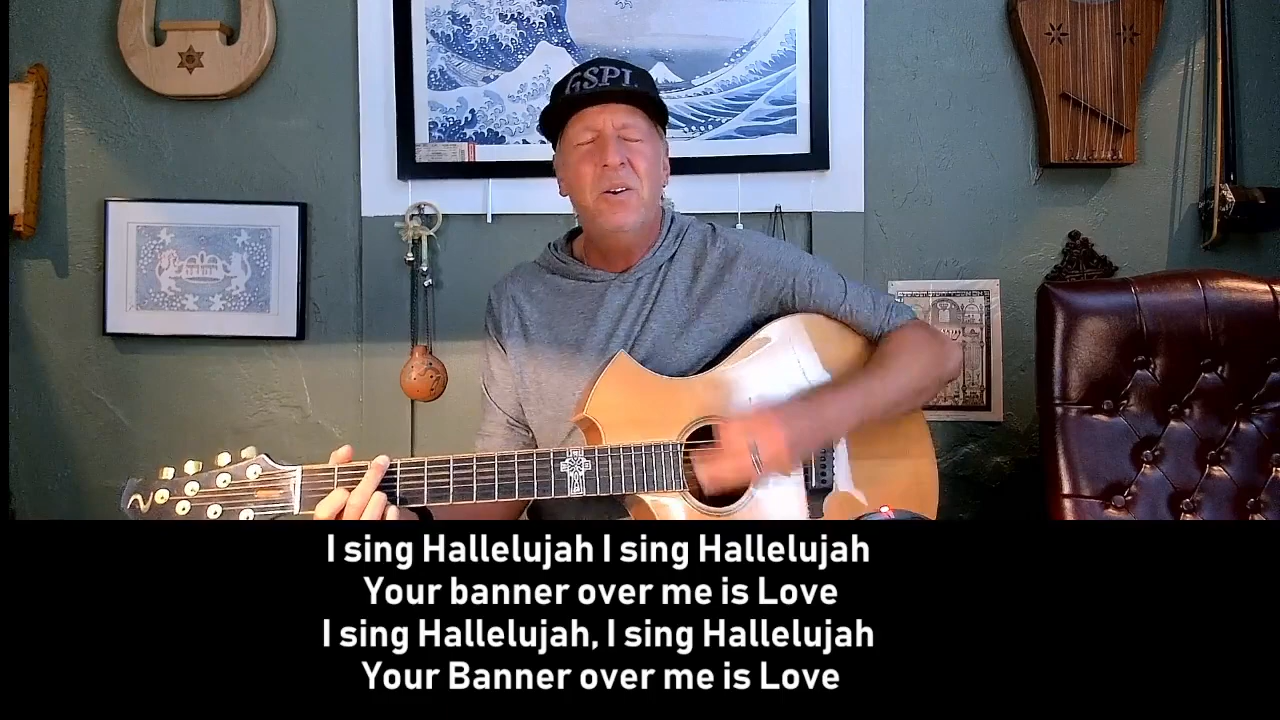 GSPL
I sing Hallelujah I sing Hallelujah
Your banner over me is Love
I sing Hallelujah, I sing Hallelujah
Your Banner over me is Love